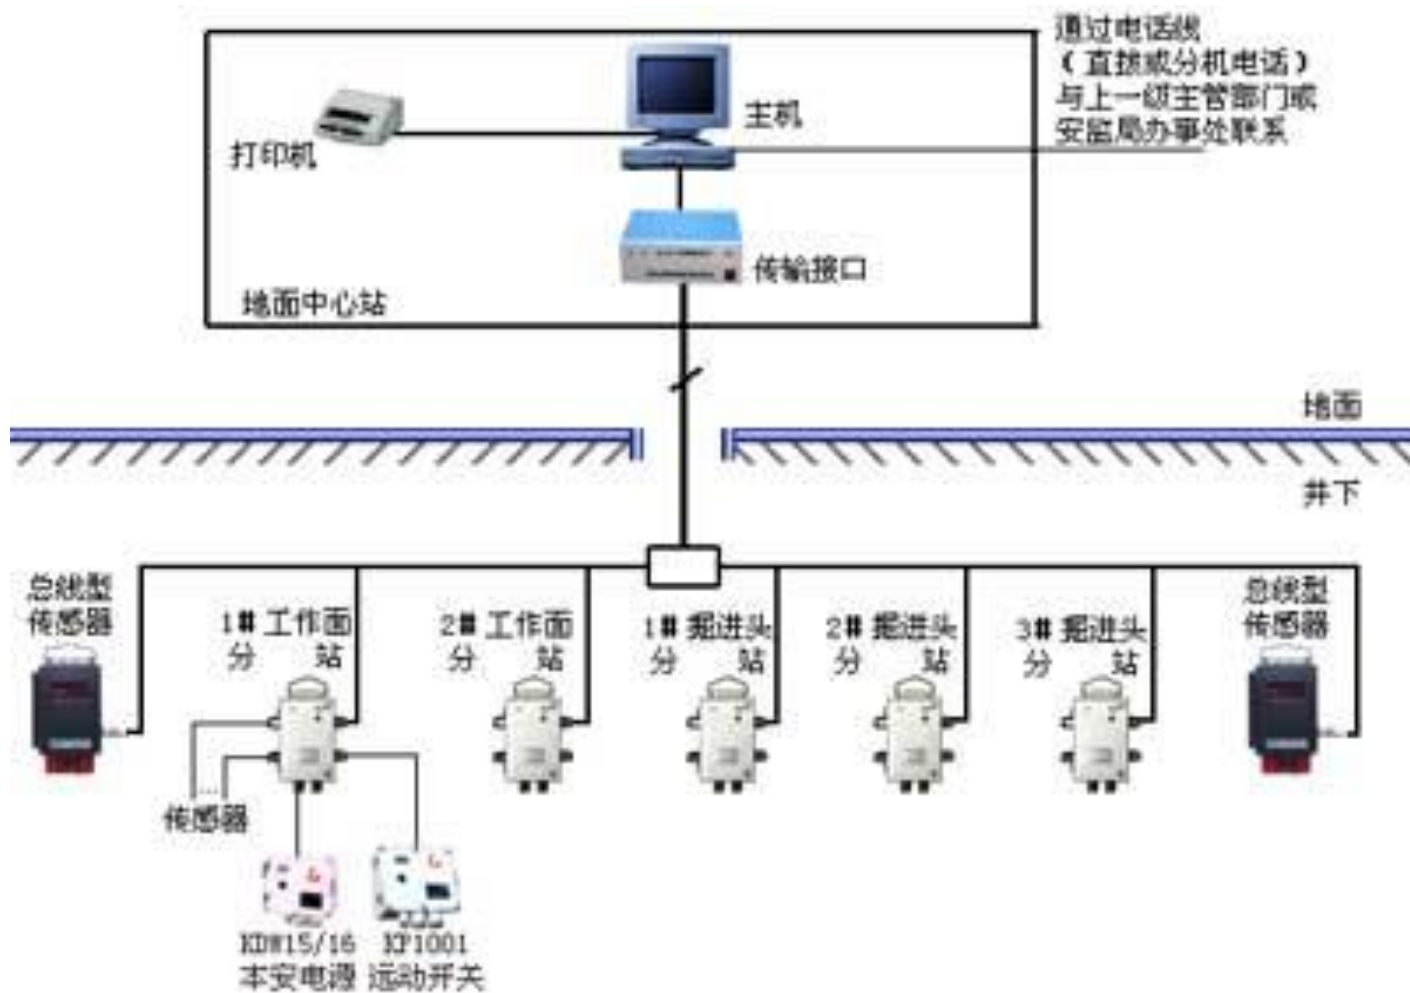 通过电话线
(直拨或分机电话)
与上一级主管部门或
安监局办事处联系
主机
打印机
传输接口
地面中心站
地面
井下
总线型
传感器
1# 工作面
分 站
2# 工作面
分 站
1# 掘进头
分 站
2# 掘进头
分 站
3# 掘进头
分 站
总线型
传感器
传感器
KDW15/16
本安电源
KP1001
远动开关